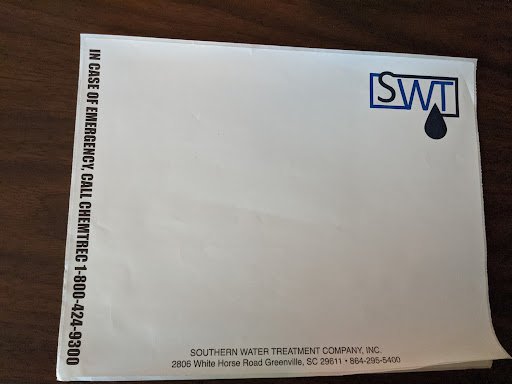 SWT
IN CASE OF EMERGENCY, CALL CHEMTREC 1-800-424-9300
SOUTHERN WATER TREATMENT COMPANY, INC.
2806 White Horse Road Greenville, SC 29611 • 864-295-5400